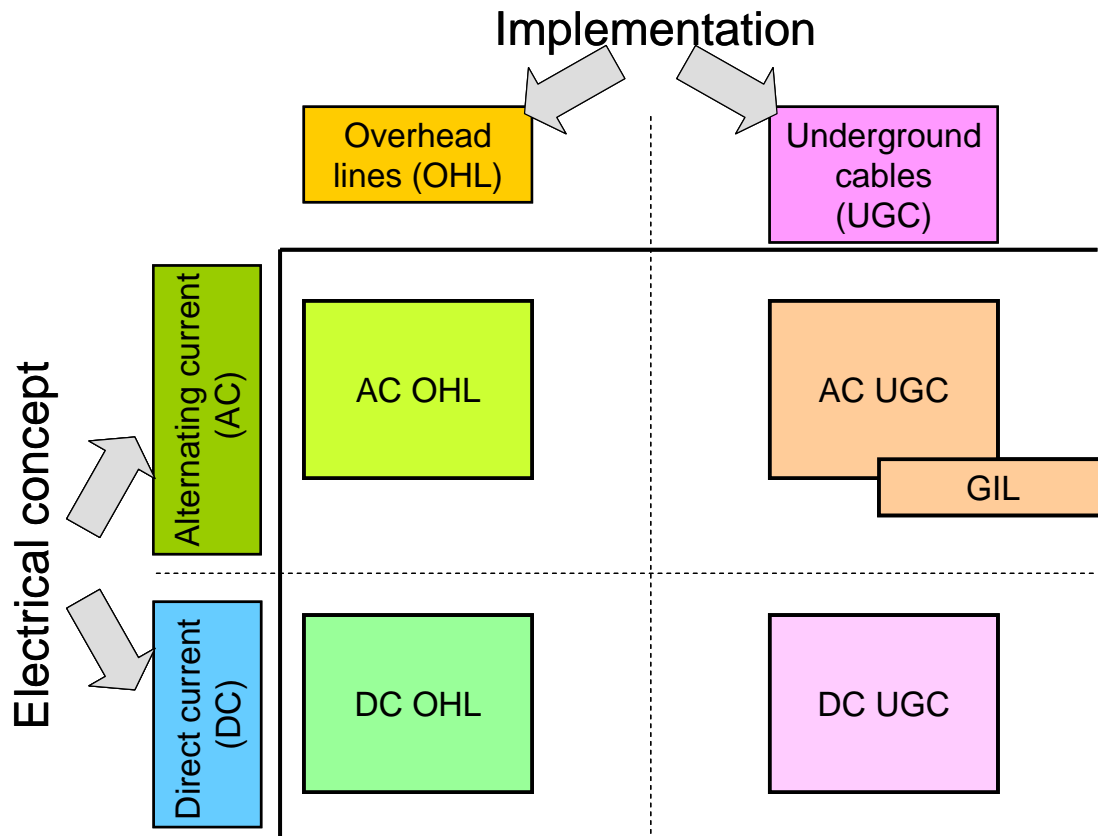 Implementation
Overhead
lines (OHL)
Underground
cables
(UGC)
Electrical concept
Alternating current
(AC)
AC OHL
AC UGC
GIL
Direct current
(DC)
DC OHL
DC UGC